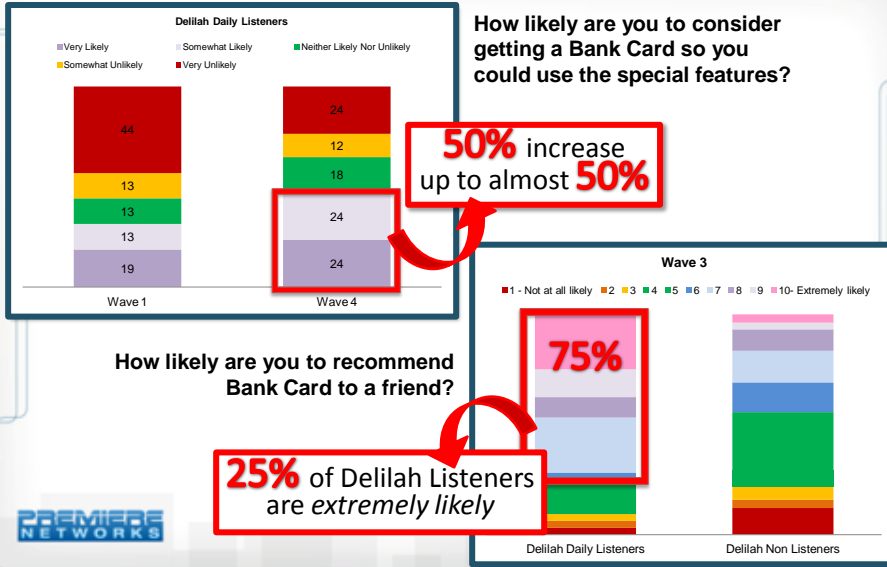 Delilah Daily Listeners
Very Likely Somewhat Likely Neither Likely Nor Unlikely
Somewhat Unlikely Very Unlikely
44
13
13
13
19
24
12
18
24
24
Wave 1 Wave 4
How likely are you to consider
getting a Bank Card so you
could use the special features?
50% increase
up to almost 50%
Wave 3
1 - Not at all likely 2 3 4 5 6 7 8 9 10- Extremely likely
75%
Delilah Daily Listeners Delilah Non Listeners
How likely are you to recommend
Bank Card to a friend?
25% of Delilah Listeners
are extremely likely
PREMIERE
NETWORKS